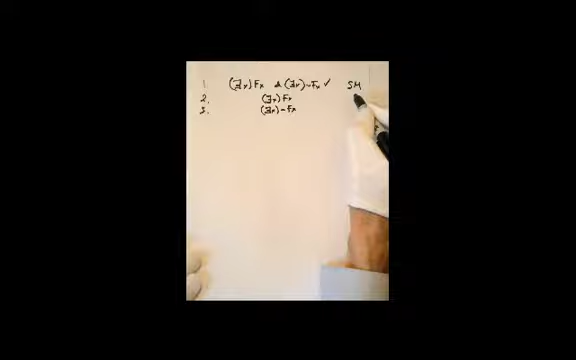 1. (∃x)Fx & (∃x)~Fx ✓ SM
2. (∃x)Fx
3. (∃x)~Fx